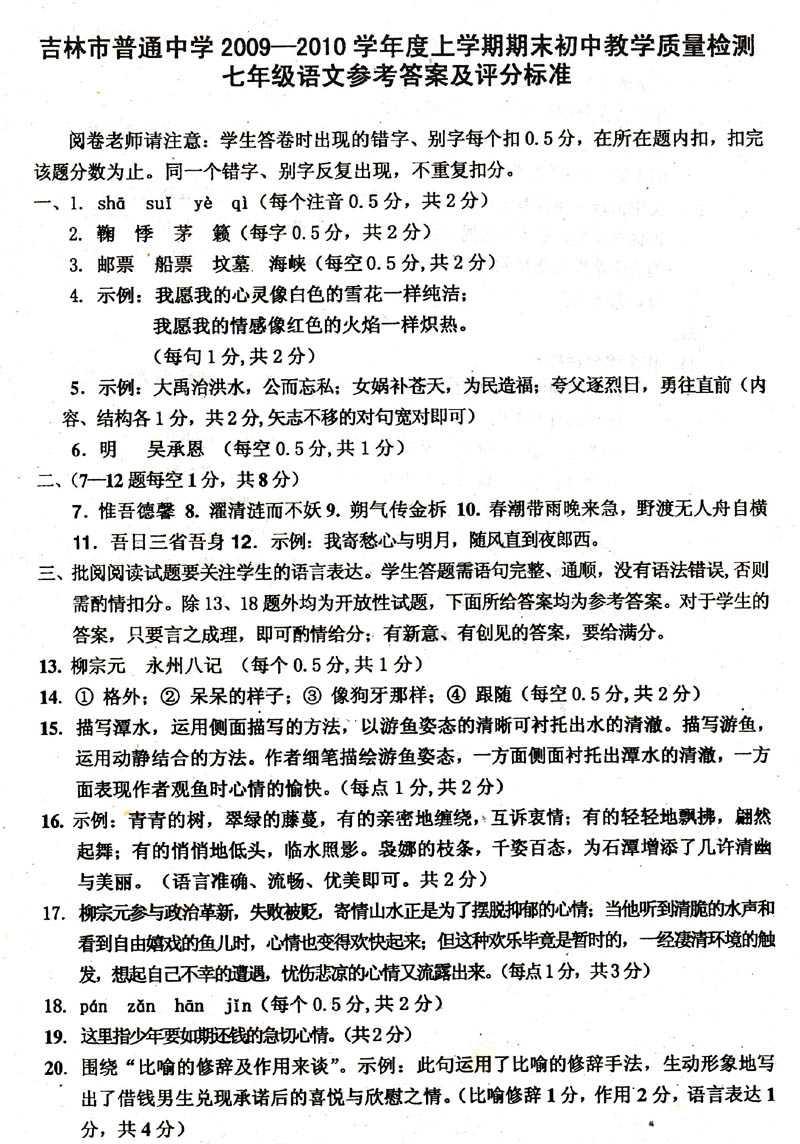 吉林市普通中学2009—2010学年度上学期期末初中教学质量检测
七年级语文参考答案及评分标准
阅卷老师请注意：学生答卷时出现的错字、别字每个扣0.5分，在所在题内扣，扣完
该题分数为止。同一个错字、别字反复出现，不重复扣分。
一、1. shā suī yè qì（每个注音0.5分，共2分）
2. 鞠 悸 茅 籁（每字0.5分，共2分）
3. 邮票 船票 坟墓 海峡（每空0.5分,共2分）
4. 示例：我愿我的心灵像白色的雪花一样纯洁；
我愿我的情感像红色的火焰一样炽热。
（每句1分,共2分）
5. 示例：大禹治洪水，公而忘私；女娲补苍天，为民造福；夸父逐烈日，勇往直前（内
容、结构各1分，共2分,矢志不移的对句宽对即可）
6. 明 吴承恩 （每空0.5分,共1分）
二、（7—12题每空1分，共8分）
7. 惟吾德馨 8. 濯清涟而不妖 9. 朔气传金柝 10. 春潮带雨晚来急，野渡无人舟自横
11. 吾日三省吾身 12. 示例：我寄愁心与明月，随风直到夜郎西。
三、批阅阅读试题要关注学生的语言表达。学生答题需语句完整、通顺，没有语法错误,否则
需酌情扣分。除13、18题外均为开放性试题，下面所给答案均为参考答案。对于学生的
答案，只要言之成理，即可酌情给分；有新意、有创见的答案，要给满分。
13. 柳宗元 永州八记 （每个0.5分,共1分）
14. ① 格外；② 呆呆的样子；③ 像狗牙那样；④ 跟随（每空0.5分,共2分）
15. 描写潭水，运用侧面描写的方法，以游鱼姿态的清晰可衬托出水的清澈。描写游鱼，
运用动静结合的方法。作者细笔描绘游鱼姿态，一方面侧面衬托出潭水的清澈，一方
面表现作者观鱼时心情的愉快。（每点1分,共2分）
16. 示例：青青的树，翠绿的藤蔓，有的亲密地缠绕，互诉衷情；有的轻轻地飘拂，翩然
起舞；有的悄悄地低头，临水照影。袅娜的枝条，千姿百态，为石潭增添了几许清幽
与美丽。（语言准确、流畅、优美即可。共2分）
17. 柳宗元参与政治革新，失败被贬，寄情山水正是为了摆脱抑郁的心情；当他听到清脆的水声和
看到自由嬉戏的鱼儿时，心情也变得欢快起来；但这种欢乐毕竟是暂时的，一经凄清环境的触
发，想起自己不幸的遭遇，忧伤悲凉的心情又流露出来。（每点1分，共3分）
18. pán zǎn hān jīn（每个0.5分,共2分）
19. 这里指少年要如期还钱的急切心情。（共2分）
20. 围绕“比喻的修辞及作用来谈”。示例：此句运用了比喻的修辞手法，生动形象地写
出了借钱男生兑现承诺后的喜悦与欣慰之情。（比喻修辞1分，作用2分，语言表达1
分，共4分）